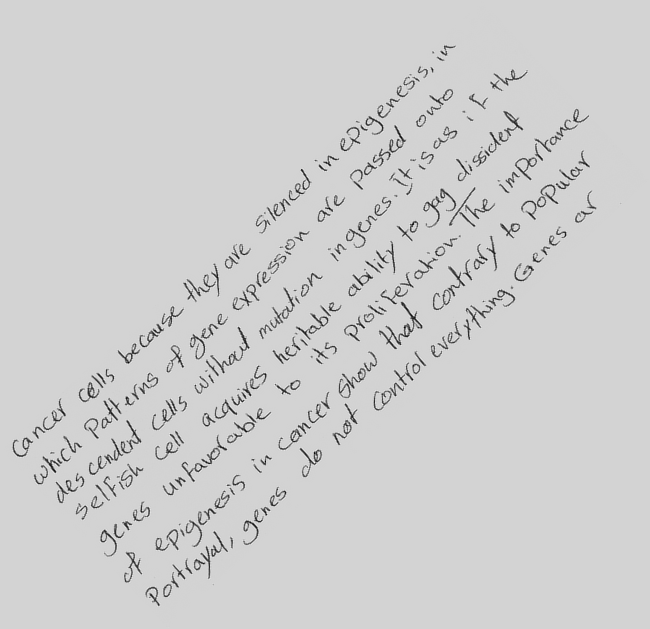 cancer cells because they are silenced in epigenesis, in
which Patterns of gene expression are passed onto
descendent cells without mutation in genes. It is as if the
selfish cell acquires heritable ability to gag dissident
genes unfavorable to its proliferation. The importance
of epigenesis in cancer show that contrary to popular
Portrayal, genes do not control everything. Genes ar